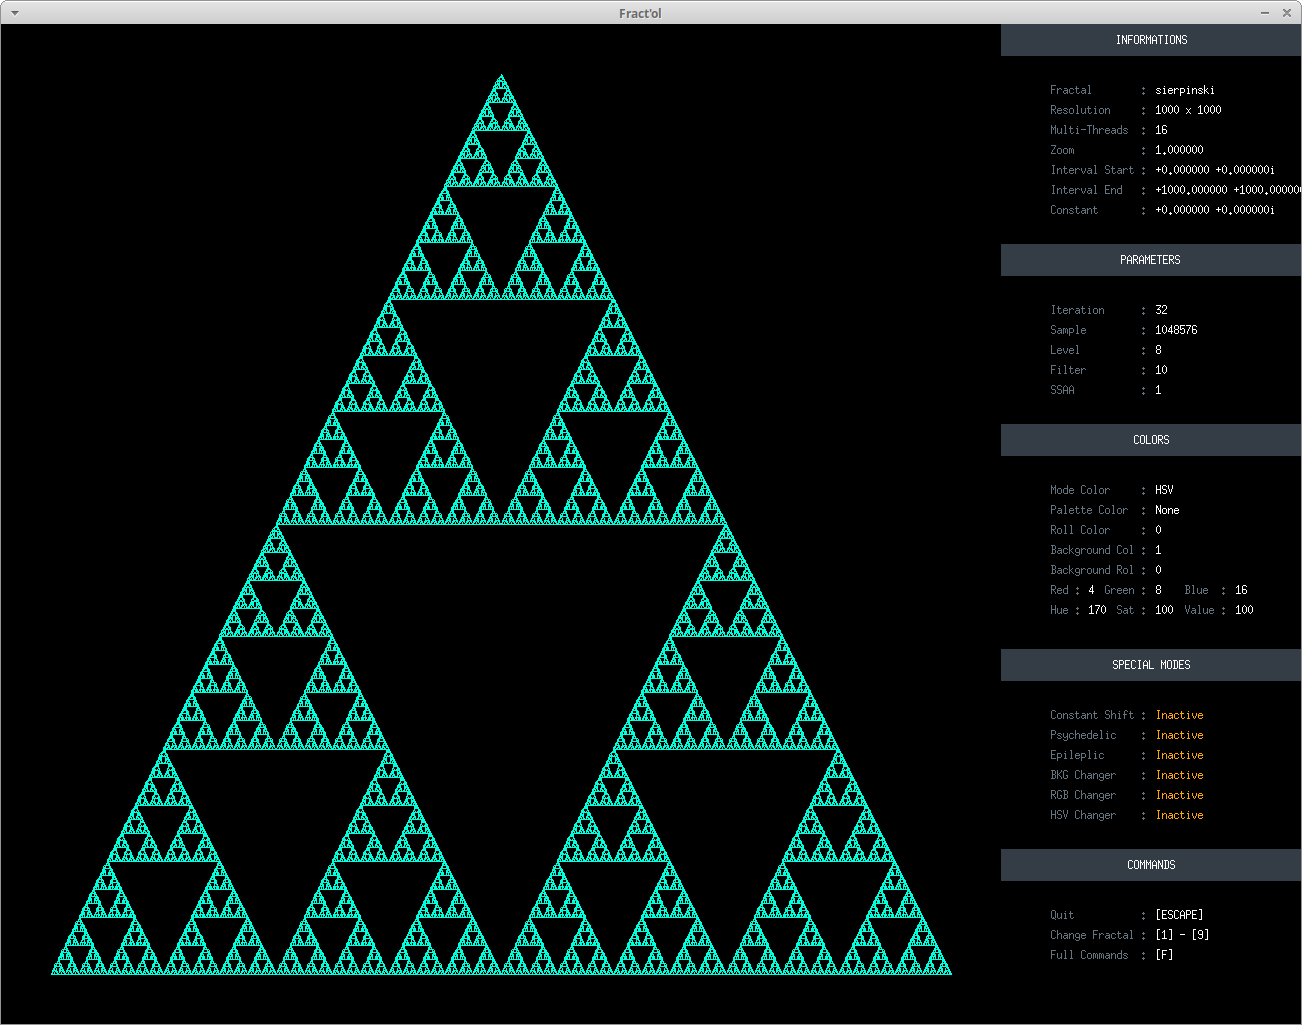 Fract'ol
INFORMATIONS
Fractal : sierpinski
Resolution : 1000 x 1000
Multi-Threads : 16
Zoom : 1.000000
Interval Start : +0.000000 +0.000000i
Interval End : +1000.000000 +1000.00000
Constant : +0.000000 +0.000000i
PARAMETERS
Iteration : 32
Sample : 1048576
Level : 8
Filter : 10
SSAA : 1
COLORS
Mode Color : HSV
Palette Color : None
Roll Color : 0
Background Col : 1
Background Rol : 0
Red : 4 Green : 8 Blue : 16
Hue : 170 Sat : 100 Value : 100
SPECIAL MODES
Constant Shift : Inactive
Psychedelic : Inactive
Epileplic : Inactive
BKG Changer : Inactive
RGB Changer : Inactive
HSV Changer : Inactive
COMMANDS
Quit : [ESCAPE]
Change Fractal : [1] - [9]
Full Commands : [F]